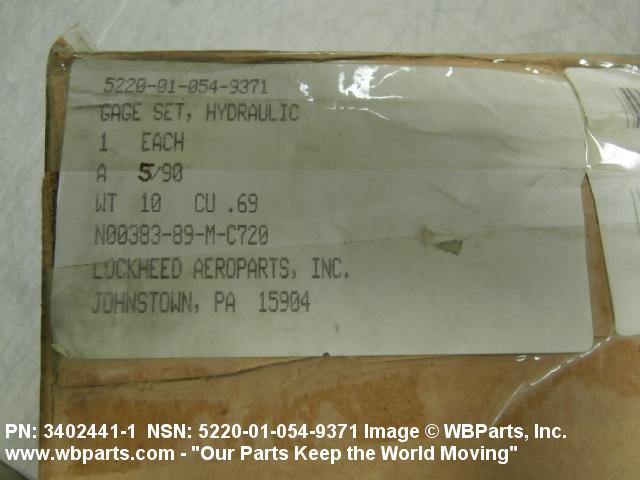 5220-01-054-9371
GAGE SET, HYDRAULIC
1 EACH
A 5/90
WT 10 CU .69
N00383-89-M-C720
LOCKHEED AEROPARTS, INC.
JOHNSTOWN, PA 15904
PN: 3402441-1 NSN: 5220-01-054-9371 Image © WBParts, Inc.
www.wbparts.com - "Our Parts Keep the World Moving"